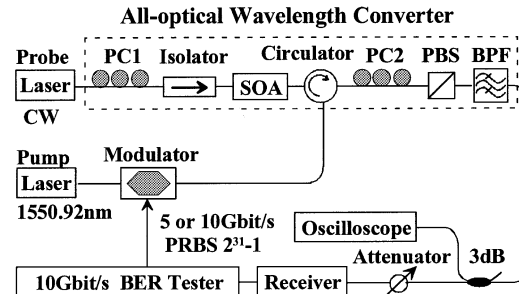 All-optical Wavelength Converter
Probe PC1 Isolator Circulator PC2 PBS BPF
Laser SOA
CW
Pump Modulator
Laser
1550.92nm
5 or 10Gbit/s
PRBS 2³¹-1
Oscilloscope
Attenuator 3dB
10Gbit/s BER Tester Receiver